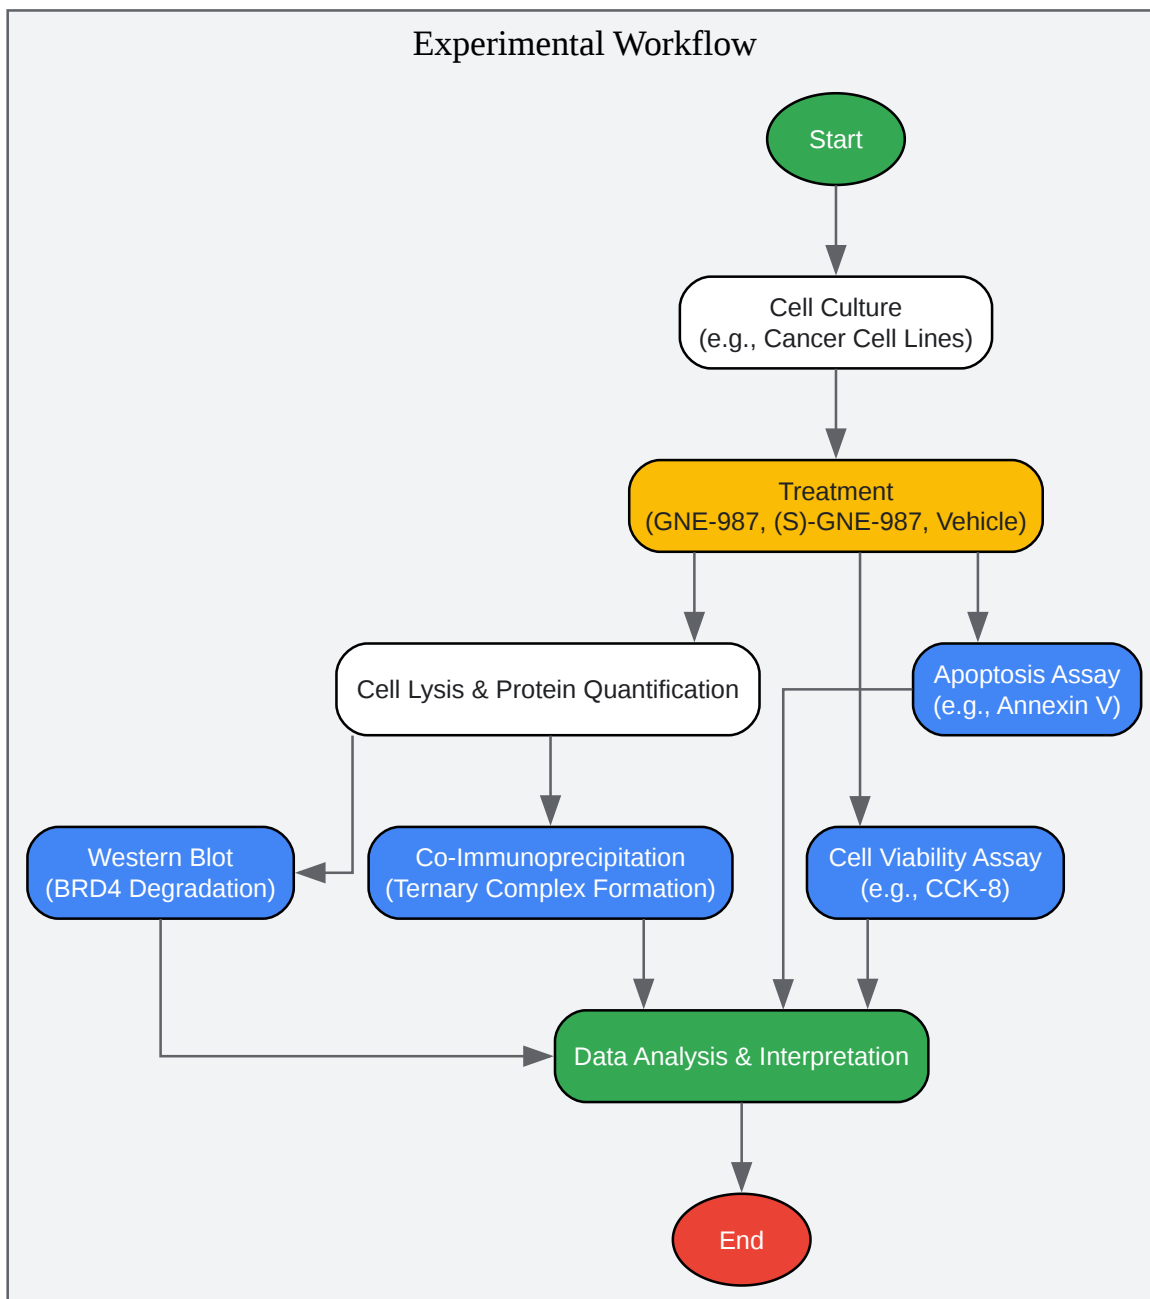 Experimental Workflow
Start
Cell Culture
(e.g., Cancer Cell Lines)
Treatment
(GNE-987, (S)-GNE-987, Vehicle)
Cell Lysis & Protein Quantification
Apoptosis Assay
(e.g., Annexin V)
Western Blot
(BRD4 Degradation)
Co-Immunoprecipitation
(Ternary Complex Formation)
Cell Viability Assay
(e.g., CCK-8)
Data Analysis & Interpretation
End